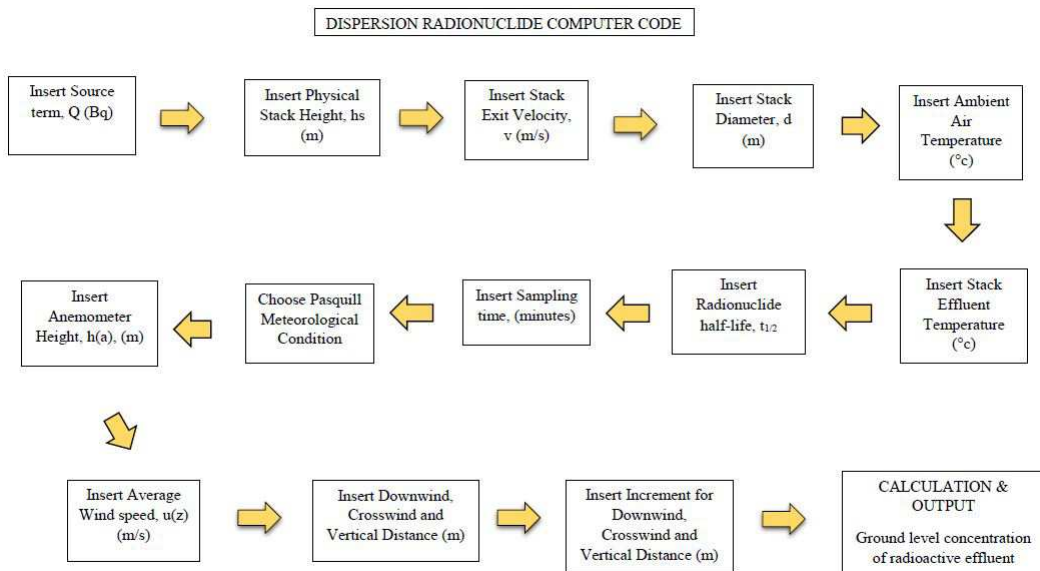 DISPERSION RADIONUCLIDE COMPUTER CODE
Insert Source
term, Q (Bq)
Insert Physical
Stack Height, hs
(m)
Insert Stack
Exit Velocity,
v (m/s)
Insert Stack
Diameter, d
(m)
Insert Ambient
Air
Temperature
(°c)
Insert Stack
Effluent
Temperature
(°c)
Insert
Radionuclide
half-life, t1/2
Insert Sampling
time, (minutes)
Choose Pasquill
Meteorological
Condition
Insert
Anemometer
Height, h(a), (m)
Insert Average
Wind speed, u(z)
(m/s)
Insert Downwind,
Crosswind and
Vertical Distance (m)
Insert Increment for
Downwind,
Crosswind and
Vertical Distance (m)
CALCULATION &
OUTPUT
Ground level concentration
of radioactive effluent